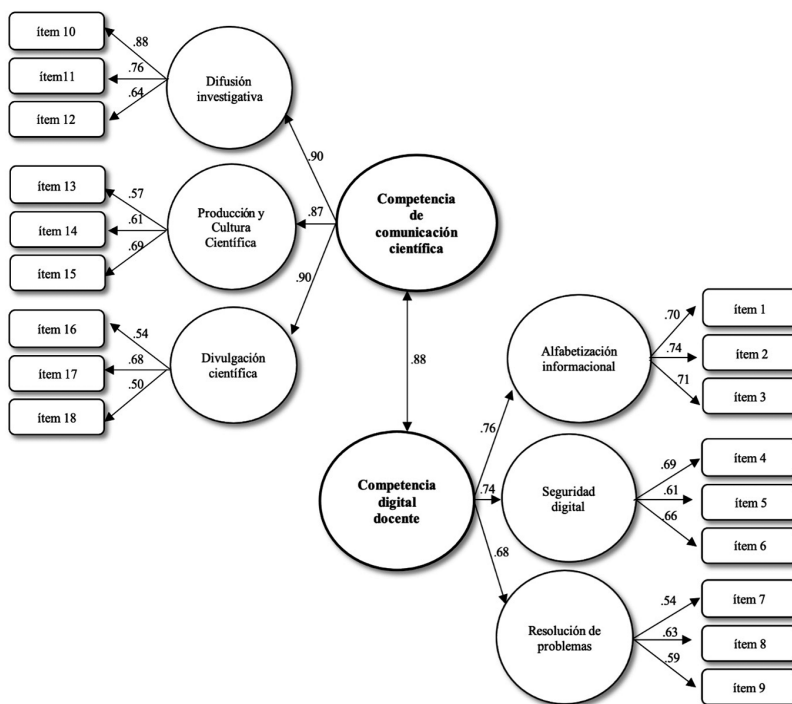 ítem 10
ítem11
ítem 12
.88
.76
.64
Difusión
investigativa
ítem 13
ítem 14
ítem 15
.57
.61
.69
Producción y
Cultura
Científica
ítem 16
ítem 17
ítem 18
.54
.68
.50
Divulgación
científica
.90
.87
.90
Competencia
de
comunicación
científica
.88
Competencia
digital
docente
.76
.74
.68
Alfabetización
informacional
.70
.74
.71
ítem 1
ítem 2
ítem 3
Seguridad
digital
.69
.61
.66
ítem 4
ítem 5
ítem 6
Resolución de
problemas
.54
.63
.59
ítem 7
ítem 8
ítem 9